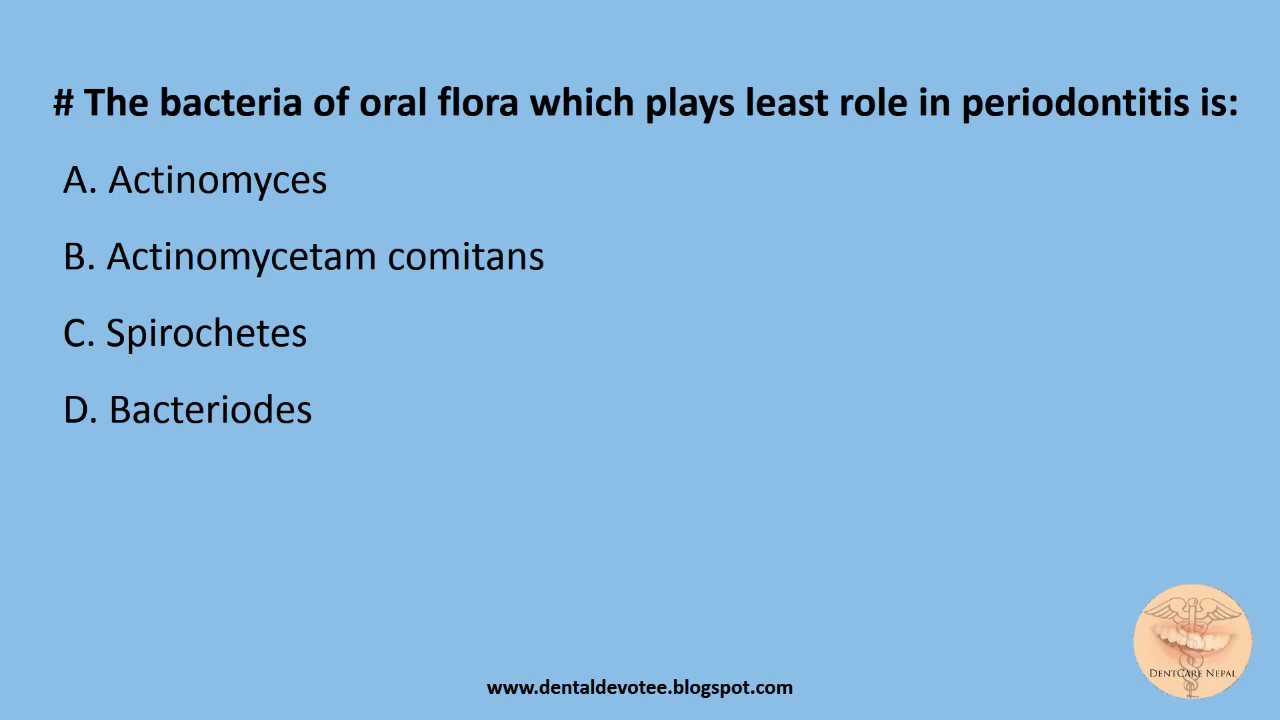 # The bacteria of oral flora which plays least role in periodontitis is:
A. Actinomyces
B. Actinomycetam comitans
C. Spirochetes
D. Bacteriodes
DENTCARE NEPAL
www.dentaldevotee.blogspot.com